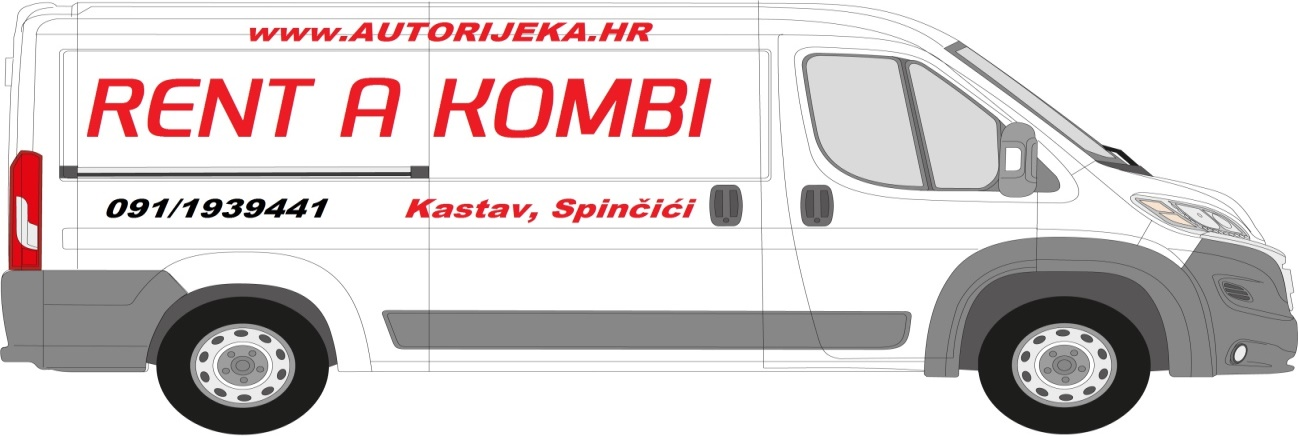 www.AUTORIJEKA.HR
RENT A KOMBI
091/1939441 Kastav, Spinčići